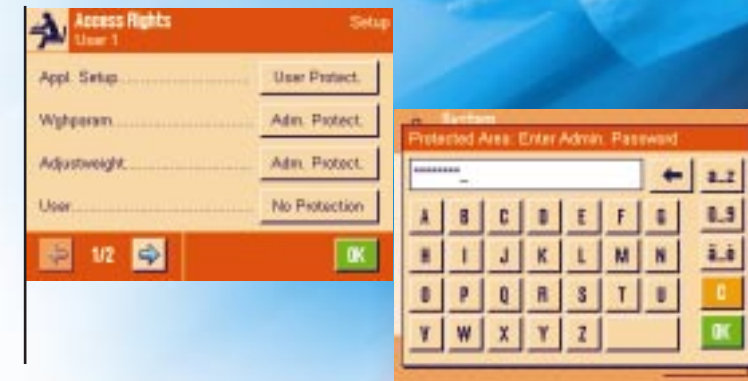 Access Rights
Setup
User 1
Appl. Setup
User Protect.
Wghparam
Adm. Protect.
Adjustweight
Adm. Protect.
User
No Protection
1/2
OK
System
Protected Area: Enter Admin. Password
********_
a..z
A B C D E F G
0..9
H I J K L M N
O P Q R S T U
C
V W X Y Z
OK